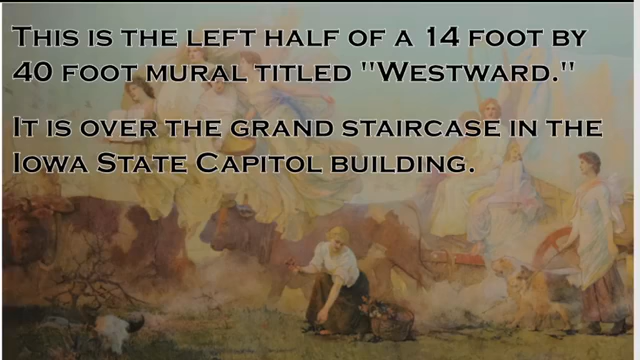 This is the left half of a 14 foot by
40 foot mural titled "Westward."
It is over the grand staircase in the
Iowa State Capitol building.